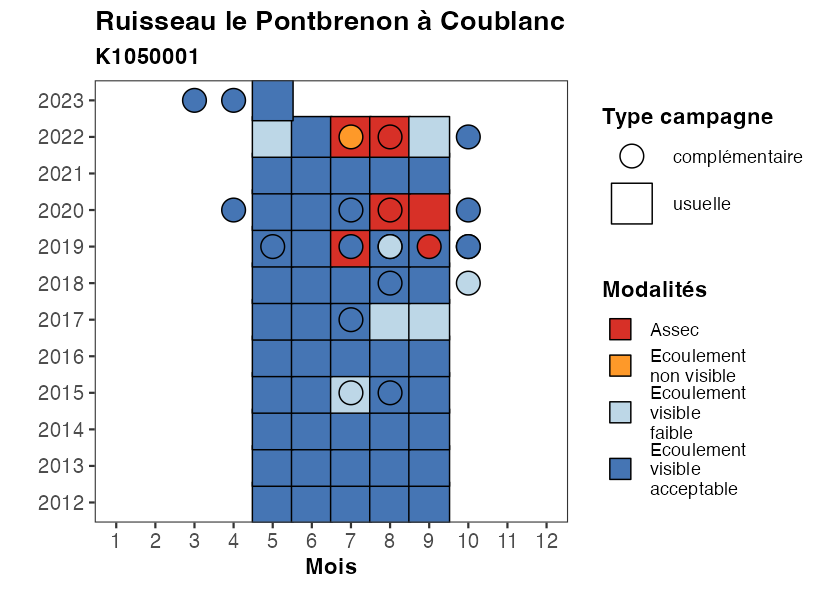 Ruisseau le Pontbrenon à Coublanc
K1050001
2023
2022
2021
2020
2019
2018
2017
2016
2015
2014
2013
2012
1 2 3 4 5 6 7 8 9 10 11 12
Mois
Type campagne
complémentaire
usuelle
Modalités
Assec
Ecoulement
non visible
Ecoulement
visible
faible
Ecoulement
visible
acceptable